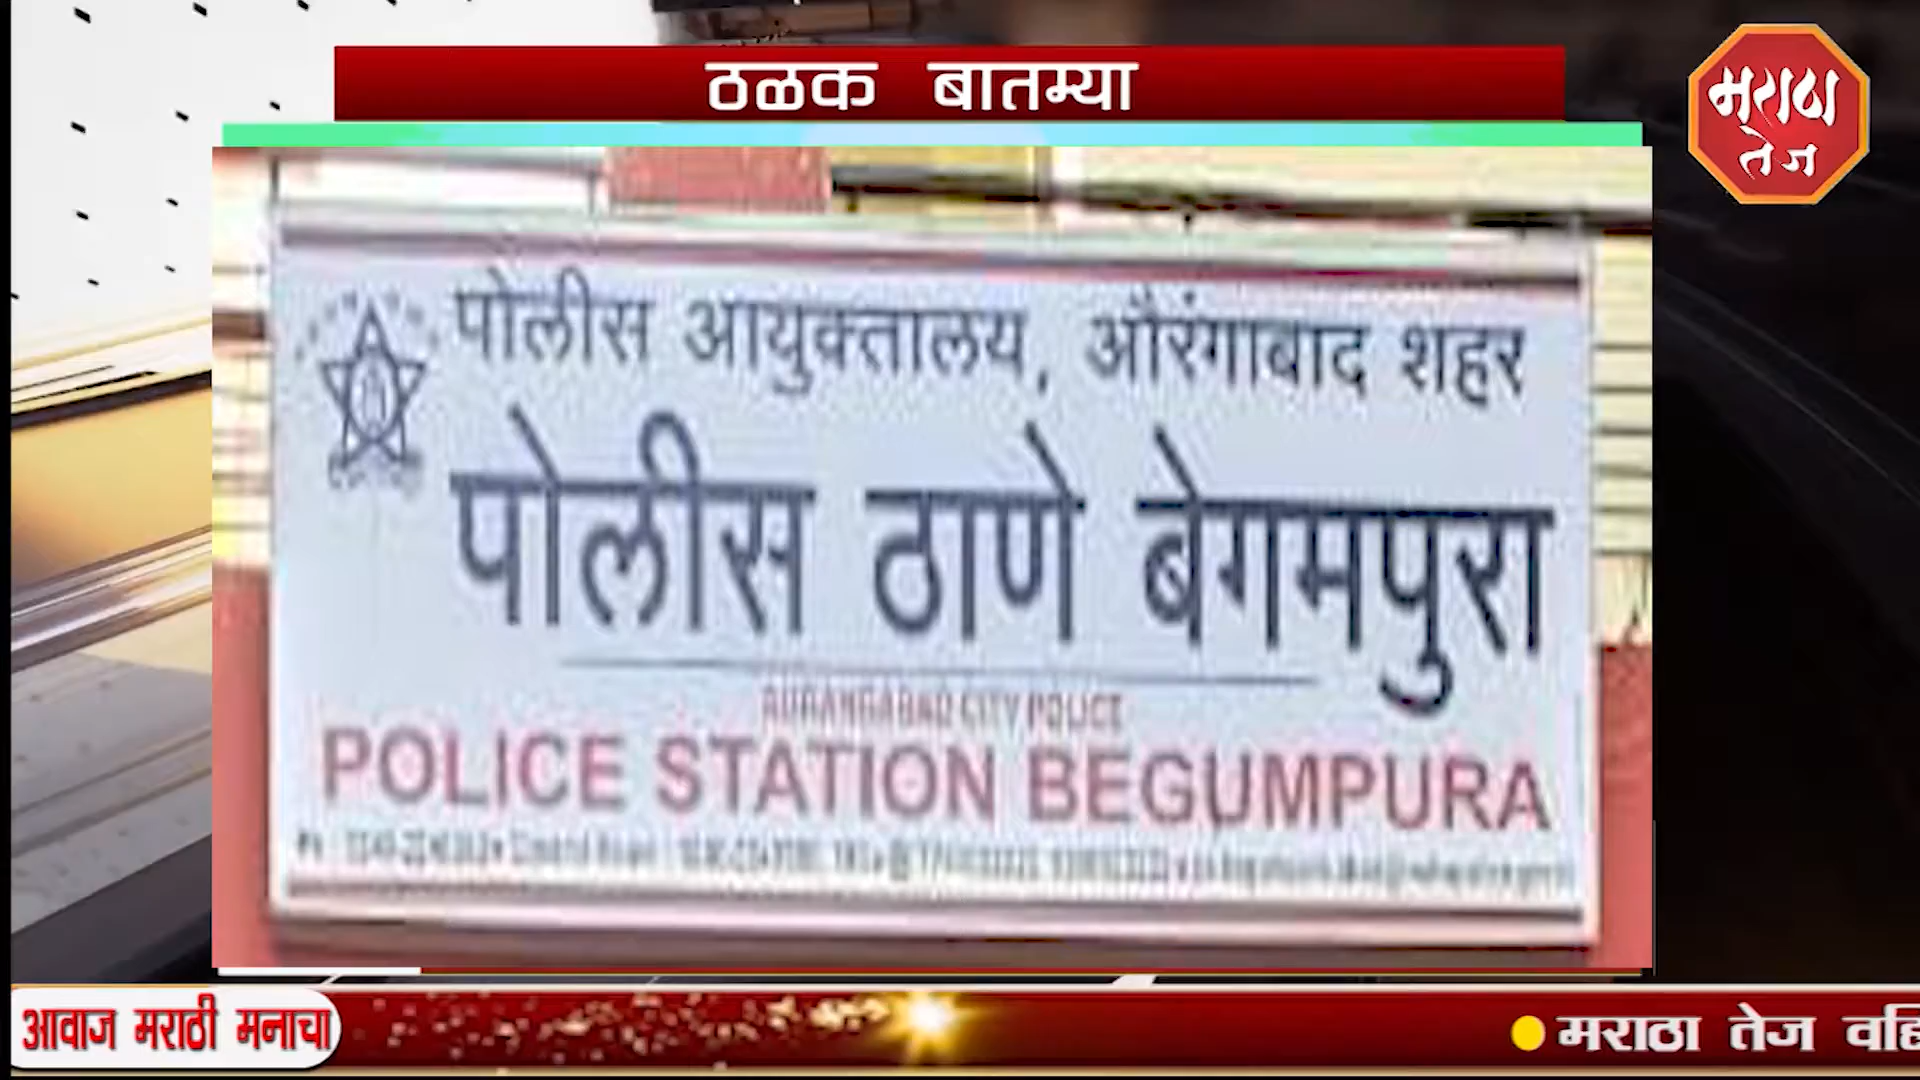 ठळक बातम्या
मराठा
तेज
पोलीस आयुक्तालय, औरंगाबाद शहर
पोलीस ठाणे बेगमपुरा
AURANGABAD CITY POLICE
POLICE STATION BEGUMPURA
आवाज मराठी मनाचा
मराठा तेज